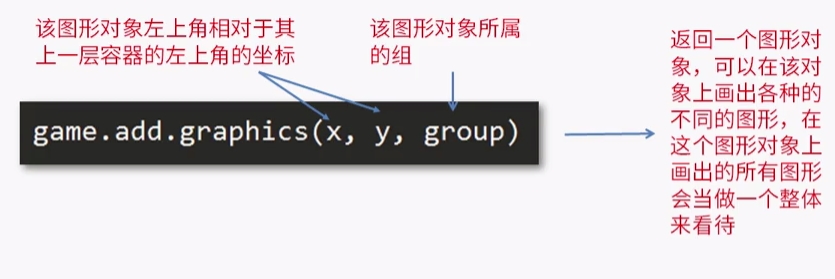 该图形对象左上角相对于其
上一层容器的左上角的坐标
该图形对象所属
的组
game.add.graphics(x, y, group)
返回一个图形对
象，可以在该对
象上画出各种的
不同的图形，在
这个图形对象上
画出的所有图形
会当做一个整体
来看待